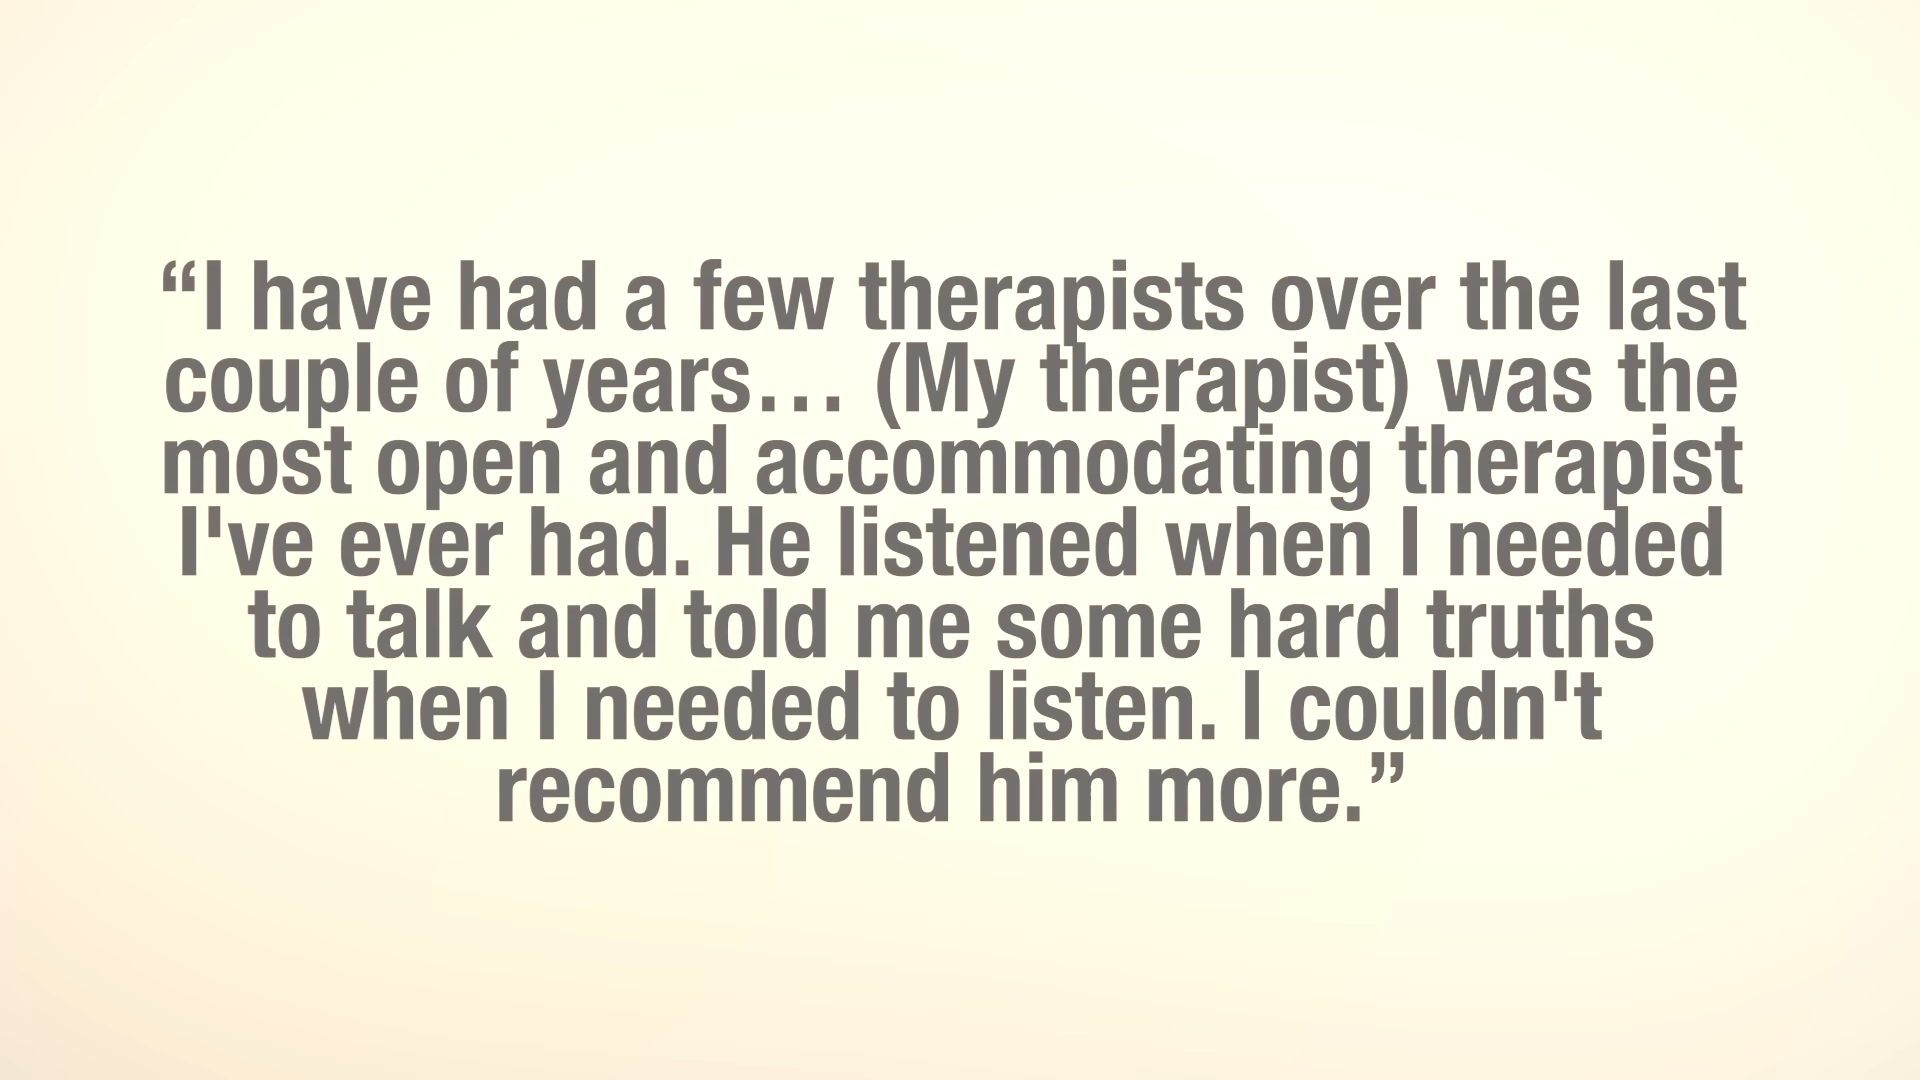 “I have had a few therapists over the last
couple of years… (My therapist) was the
most open and accommodating therapist
I've ever had. He listened when I needed
to talk and told me some hard truths
when I needed to listen. I couldn't
recommend him more.”